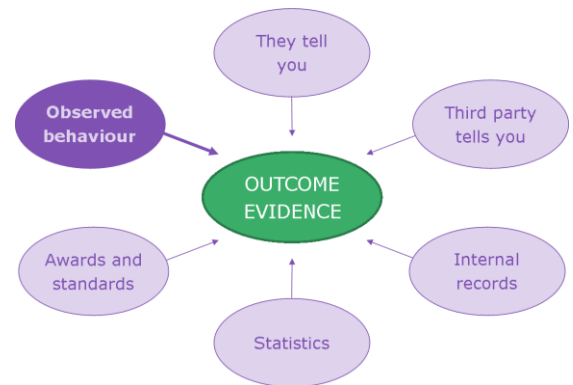 They tell
you
Observed
behaviour
Third party
tells you
OUTCOME
EVIDENCE
Awards and
standards
Internal
records
Statistics